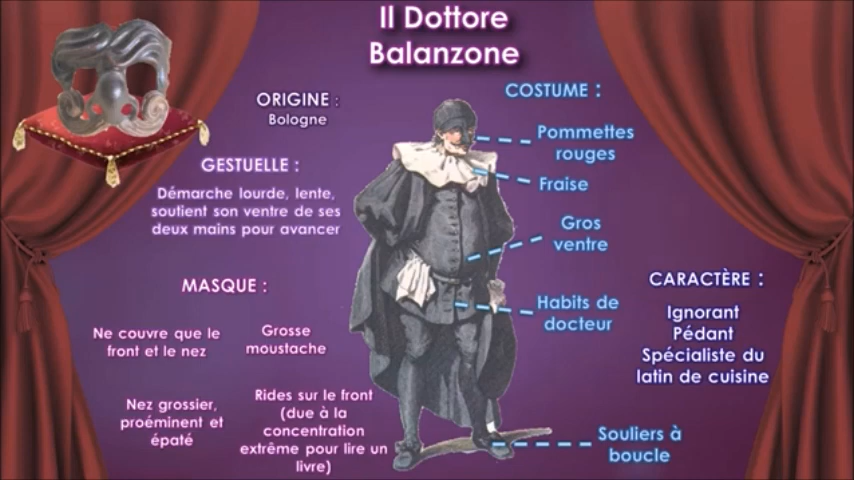 Il Dottore
Balanzone
ORIGINE :
Bologne
GESTUELLE :
Démarche lourde, lente,
soutient son ventre de ses
deux mains pour avancer
MASQUE :
Ne couvre que le
front et le nez
Grosse
moustache
Nez grossier,
proéminent et
épaté
Rides sur le front
(due à la
concentration
extrême pour lire un
livre)
COSTUME :
Pommettes
rouges
Fraise
Gros
ventre
Habits de
docteur
Souliers à
boucle
CARACTÈRE :
Ignorant
Pédant
Spécialiste du
latin de cuisine